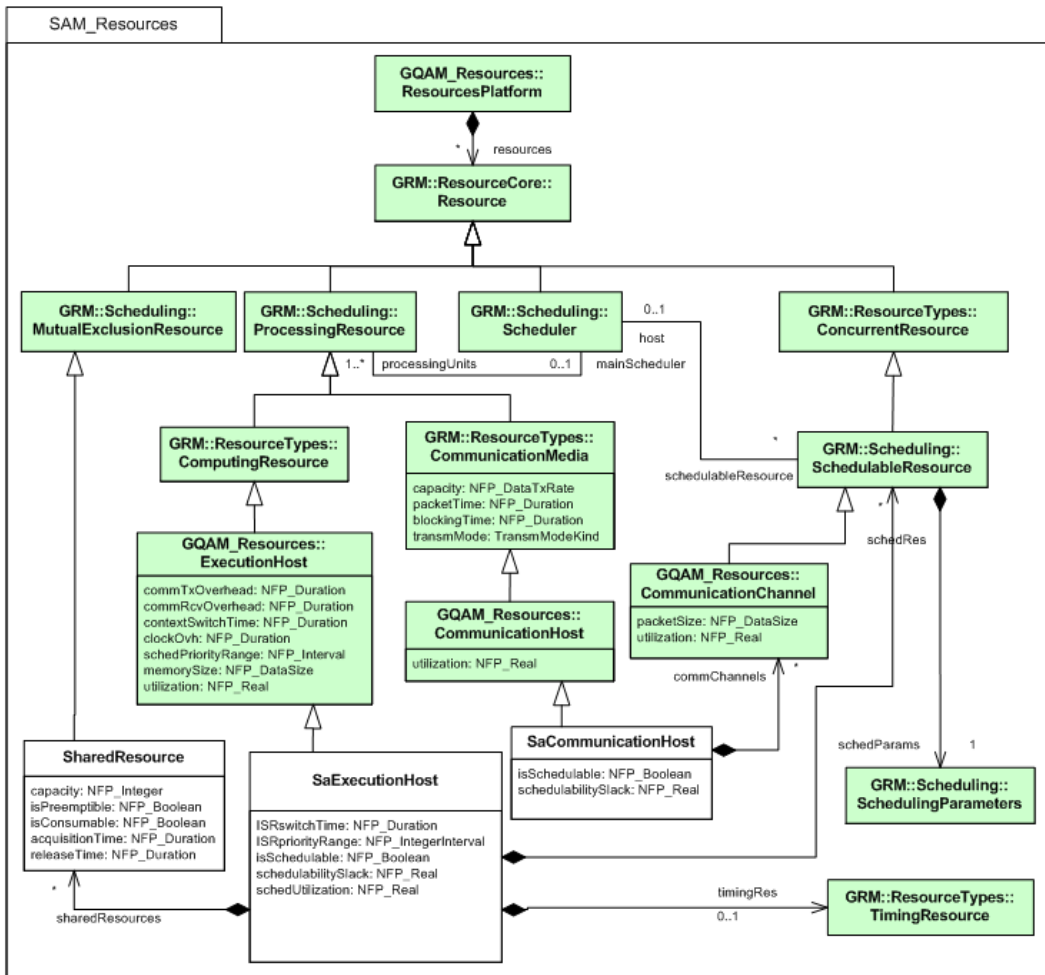 SAM_Resources
GQAM_Resources::
ResourcesPlatform
*
resources
GRM::ResourceCore::
Resource
GRM::Scheduling:
MutualExclusionResource
GRM::Scheduling:
ProcessingResource
GRM::Scheduling:
Scheduler
0..1
host
GRM::ResourceTypes:
ConcurrentResource
1..*
processingUnits
0..1
mainScheduler
GRM::ResourceTypes:
ComputingResource
GRM::ResourceTypes:
CommunicationMedia
capacity: NFP_DataTxRate
packetTime: NFP_Duration
blockingTime: NFP_Duration
transmMode: TransmModeKind
*
schedulableResource
GRM::Scheduling:
SchedulableResource
*
schedRes
GQAM_Resources::
ExecutionHost
commTxOverhead: NFP_Duration
commRcvOverhead: NFP_Duration
contextSwitchTime: NFP_Duration
clockOvh: NFP_Duration
schedPriorityRange: NFP_Interval
memorySize: NFP_DataSize
utilization: NFP_Real
GQAM_Resources::
CommunicationHost
utilization: NFP_Real
GQAM_Resources::
CommunicationChannel
packetSize: NFP_DataSize
utilization: NFP_Real
commChannels
*
SharedResource
capacity: NFP_Integer
isPreemptible: NFP_Boolean
isConsumable: NFP_Boolean
acquisitionTime: NFP_Duration
releaseTime: NFP_Duration
SaExecutionHost
ISRswitchTime: NFP_Duration
ISRpriorityRange: NFP_IntegerInterval
isSchedulable: NFP_Boolean
schedulabilitySlack: NFP_Real
schedUtilization: NFP_Real
SaCommunicationHost
isSchedulable: NFP_Boolean
schedulabilitySlack: NFP_Real
schedParams
1
GRM::Scheduling:
SchedulingParameters
*
sharedResources
timingRes
0..1
GRM::ResourceTypes:
TimingResource